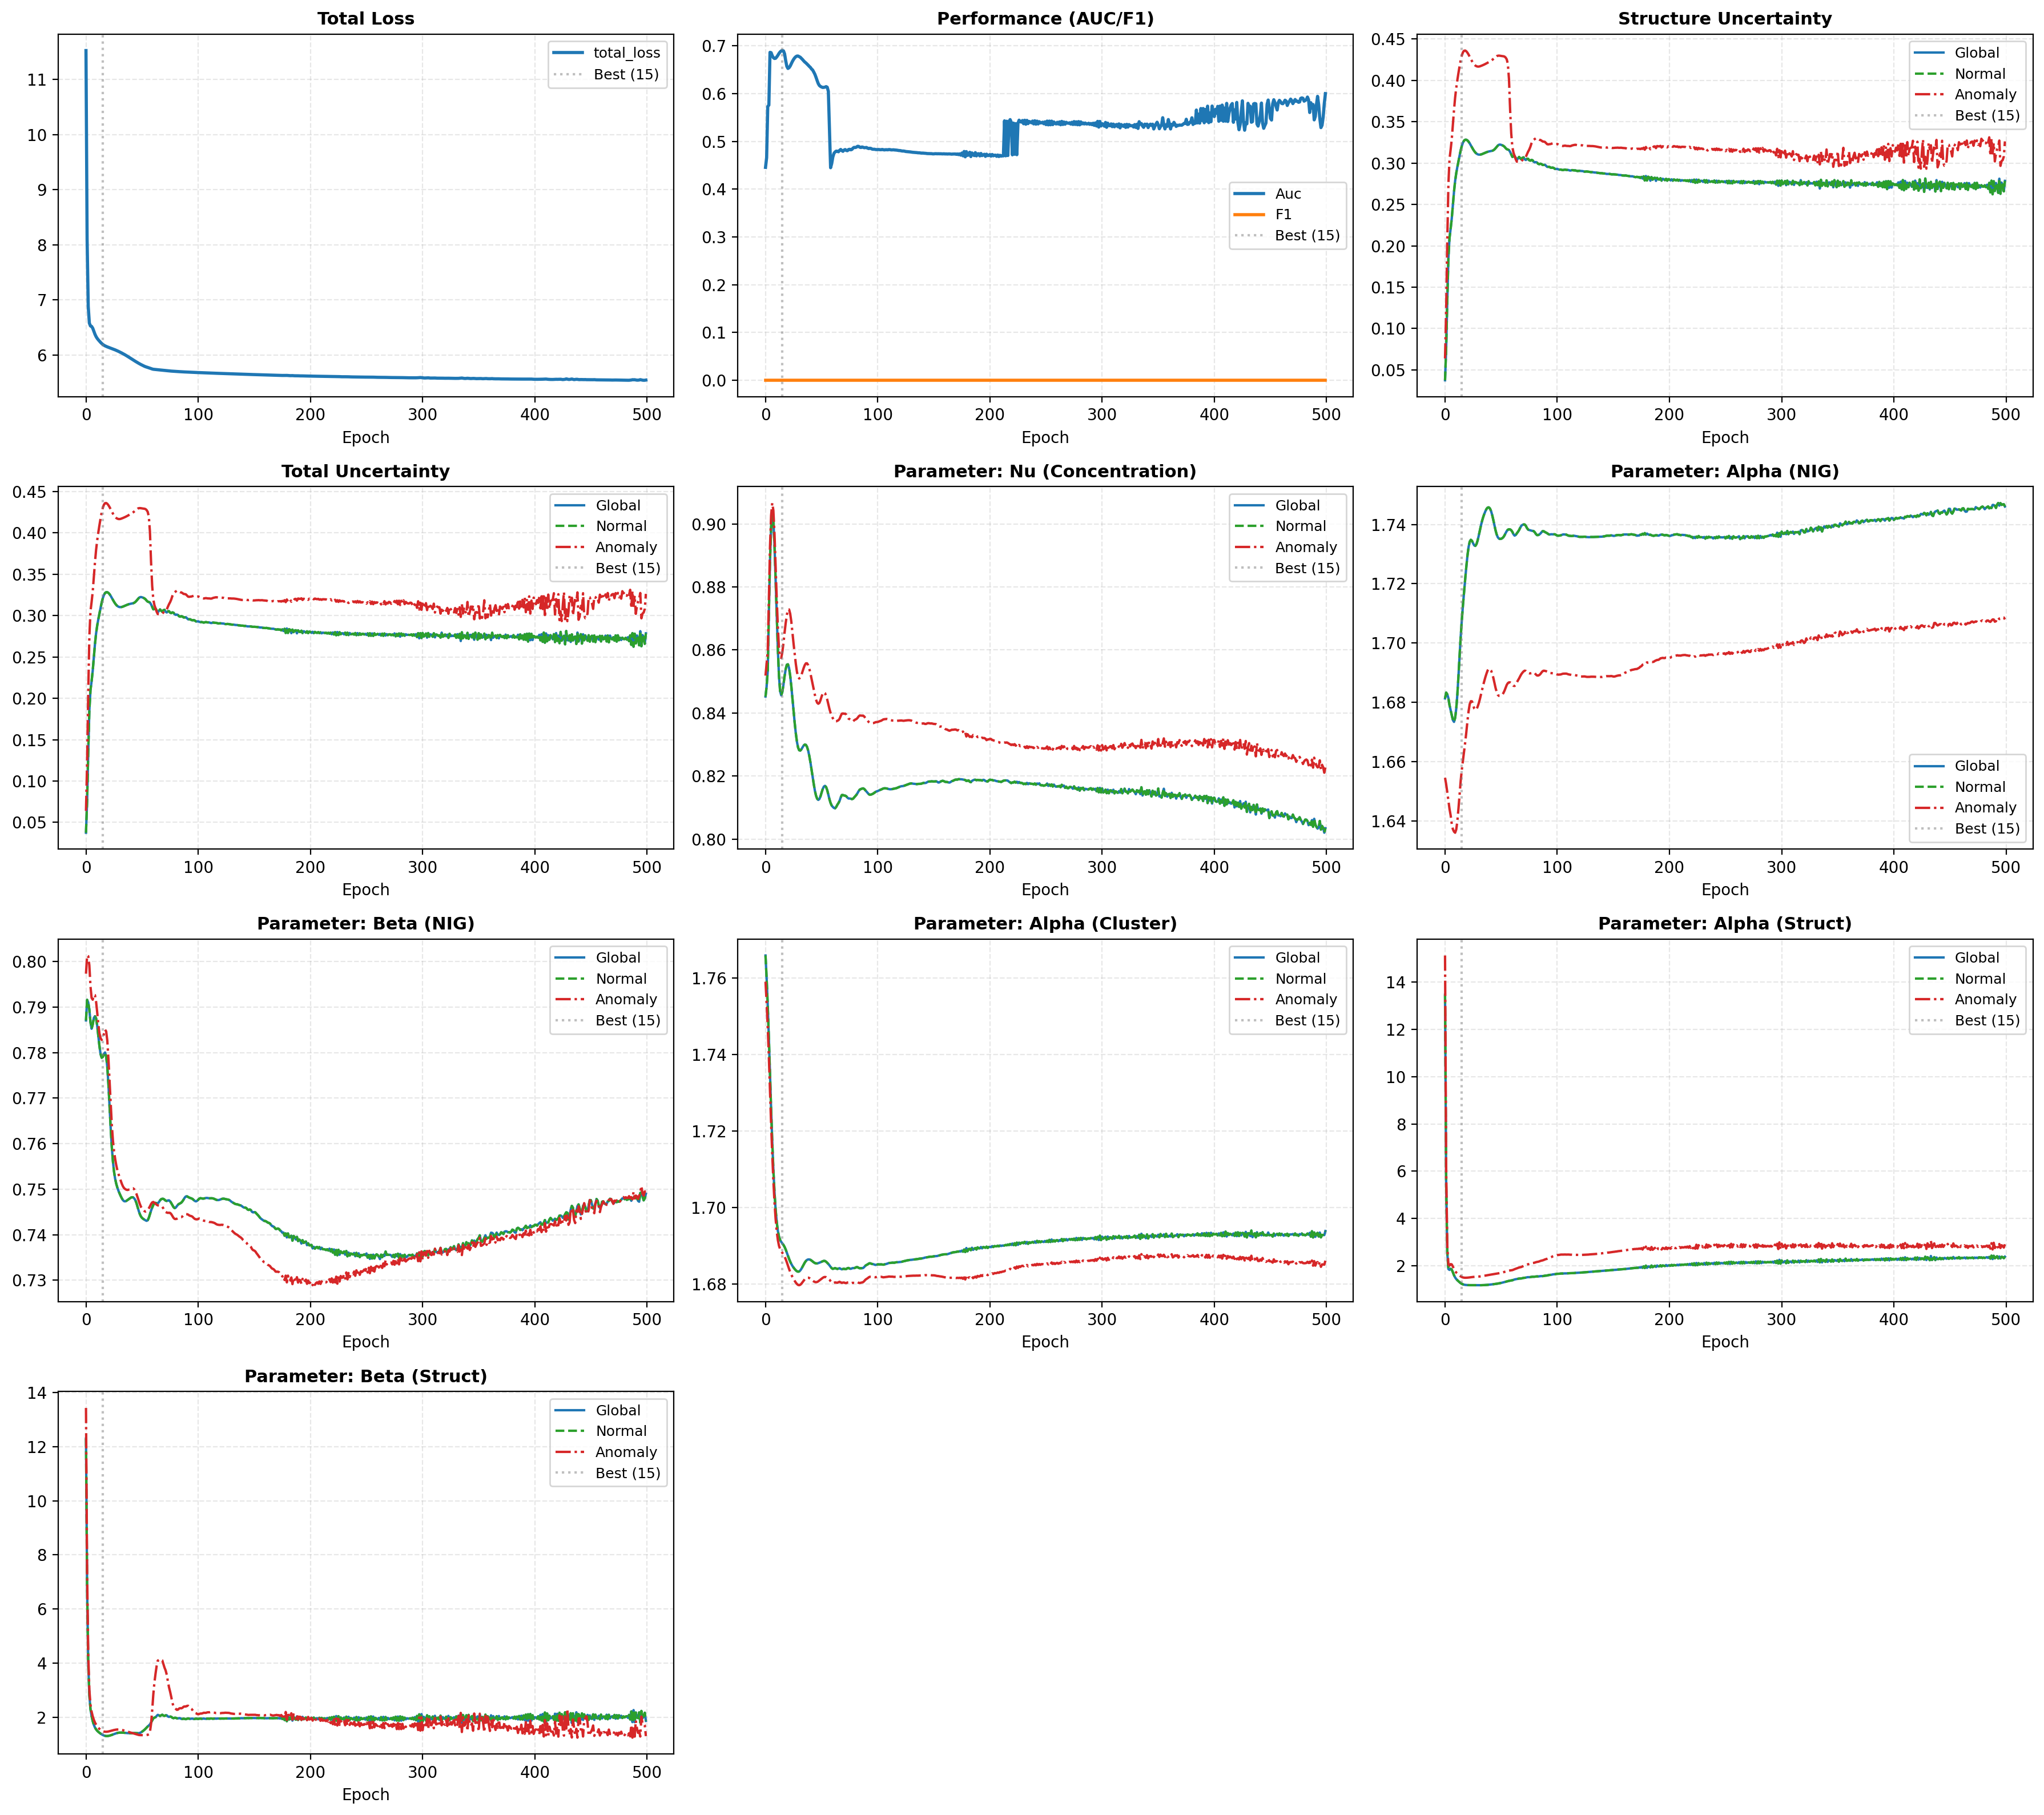 Total Loss
11
10
9
8
7
6
0
100
200
300
400
500
Epoch
total_loss
Best (15)
Performance (AUC/F1)
0.7
0.6
0.5
0.4
0.3
0.2
0.1
0.0
0
100
200
300
400
500
Epoch
Auc
F1
Best (15)
Structure Uncertainty
0.45
0.40
0.35
0.30
0.25
0.20
0.15
0.10
0.05
0
100
200
300
400
500
Epoch
Global
Normal
Anomaly
Best (15)
Total Uncertainty
0.45
0.40
0.35
0.30
0.25
0.20
0.15
0.10
0.05
0
100
200
300
400
500
Epoch
Global
Normal
Anomaly
Best (15)
Parameter: Nu (Concentration)
0.90
0.88
0.86
0.84
0.82
0.80
0
100
200
300
400
500
Epoch
Global
Normal
Anomaly
Best (15)
Parameter: Alpha (NIG)
1.74
1.72
1.70
1.68
1.66
1.64
0
100
200
300
400
500
Epoch
Global
Normal
Anomaly
Best (15)
Parameter: Beta (NIG)
0.80
0.79
0.78
0.77
0.76
0.75
0.74
0.73
0
100
200
300
400
500
Epoch
Global
Normal
Anomaly
Best (15)
Parameter: Alpha (Cluster)
1.76
1.74
1.72
1.70
1.68
0
100
200
300
400
500
Epoch
Global
Normal
Anomaly
Best (15)
Parameter: Alpha (Struct)
14
12
10
8
6
4
2
0
100
200
300
400
500
Epoch
Global
Normal
Anomaly
Best (15)
Parameter: Beta (Struct)
14
12
10
8
6
4
2
0
100
200
300
400
500
Epoch
Global
Normal
Anomaly
Best (15)